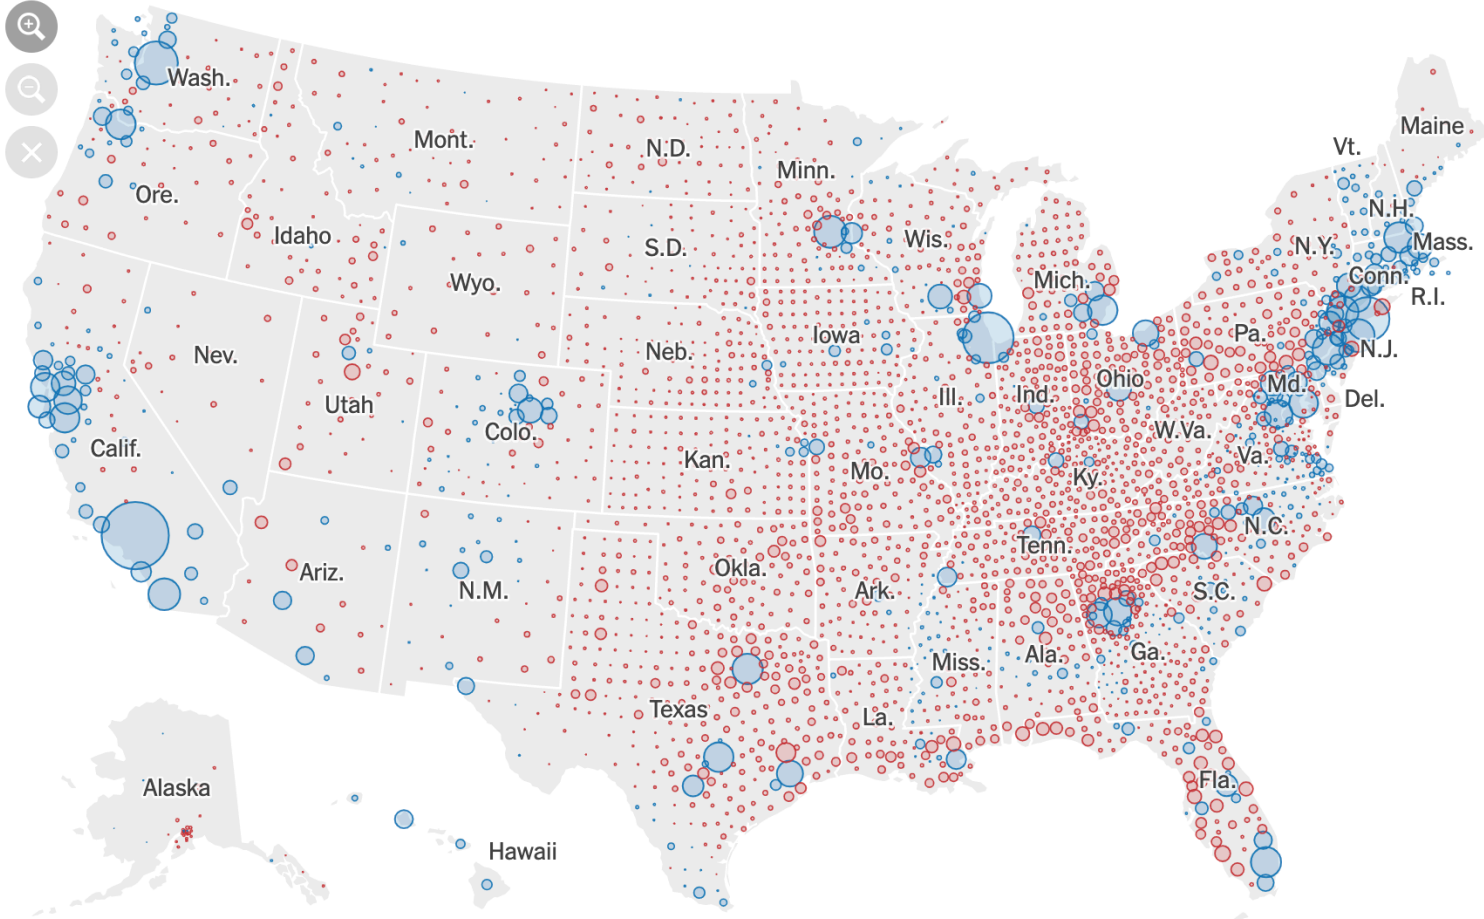 Wash.
Mont.
N.D.
Minn.
Vt.
Maine
Ore.
Idaho
S.D.
Wis.
Mich.
N.Y.
N.H.
Mass.
Wyo.
Conn.
R.I.
Nev.
Utah
Neb.
Iowa
Ill.
Ind.
Ohio
Pa.
N.J.
Md.
Del.
Calif.
Colo.
Kan.
Mo.
Ky.
W.Va.
Va.
Ariz.
N.M.
Okla.
Ark.
Tenn.
N.C.
S.C.
Texas
La.
Miss.
Ala.
Ga.
Fla.
Alaska
Hawaii